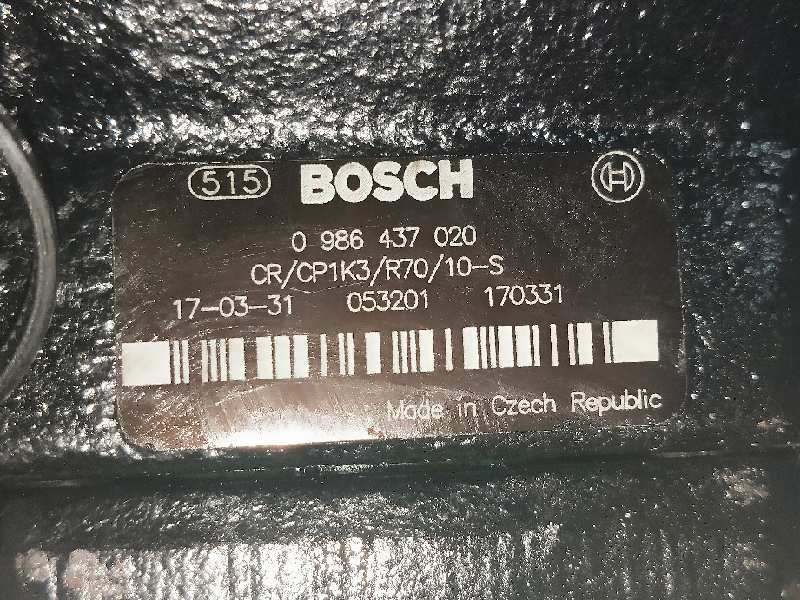 515 BOSCH
0 986 437 020
CR/CP1K3/R70/10-S
17-03-31 053201 170331
Made in Czech Republic